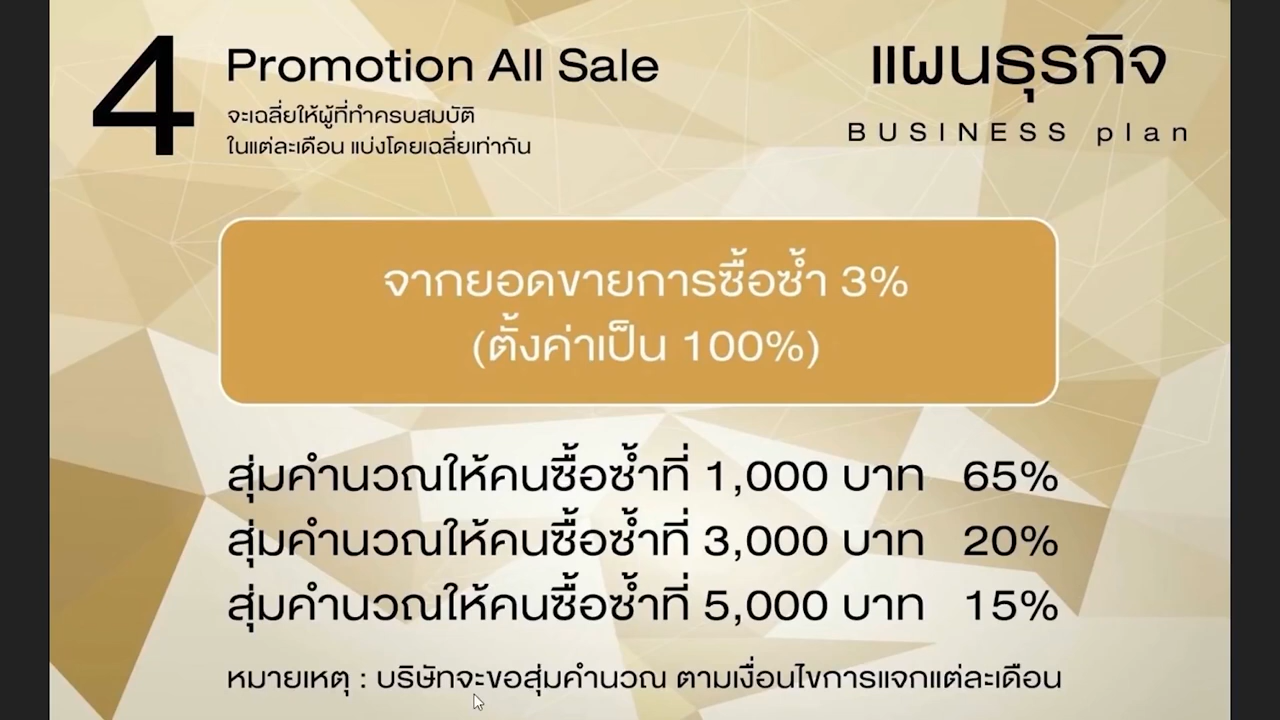 4
Promotion All Sale
จะเฉลี่ยให้ผู้ที่ทำครบสมบัติ
ในแต่ละเดือน แบ่งโดยเฉลี่ยเท่ากัน
แผนธุรกิจ
BUSINESS plan
จากยอดขายการซื้อซ้ำ 3%
(ตั้งค่าเป็น 100%)
สุ่มคำนวณให้คนซื้อซ้ำที่ 1,000 บาท 65%
สุ่มคำนวณให้คนซื้อซ้ำที่ 3,000 บาท 20%
สุ่มคำนวณให้คนซื้อซ้ำที่ 5,000 บาท 15%
หมายเหตุ : บริษัทจะขอสุ่มคำนวณ ตามเงื่อนไขการแจกแต่ละเดือน